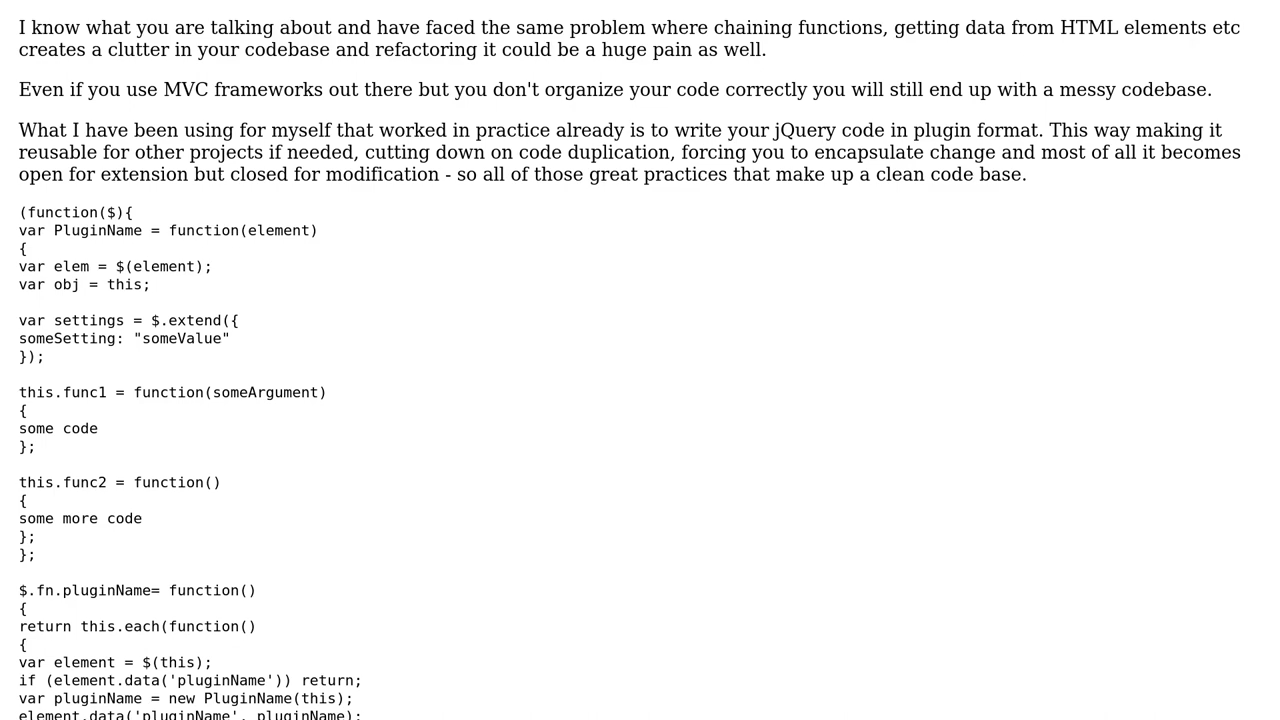 I know what you are talking about and have faced the same problem where chaining functions, getting data from HTML elements etc
creates a clutter in your codebase and refactoring it could be a huge pain as well.
Even if you use MVC frameworks out there but you don't organize your code correctly you will still end up with a messy codebase.
What I have been using for myself that worked in practice already is to write your jQuery code in plugin format. This way making it
reusable for other projects if needed, cutting down on code duplication, forcing you to encapsulate change and most of all it becomes
open for extension but closed for modification - so all of those great practices that make up a clean code base.
(function($){
var PluginName = function(element)
{
var elem = $(element);
var obj = this;
var settings = $.extend({
someSetting: "someValue"
});
this.func1 = function(someArgument)
{
some code
};
this.func2 = function()
{
some more code
};
};
$.fn.pluginName= function()
{
return this.each(function()
{
var element = $(this);
if (element.data('pluginName')) return;
var pluginName = new PluginName(this);
element.data('pluginName', pluginName);